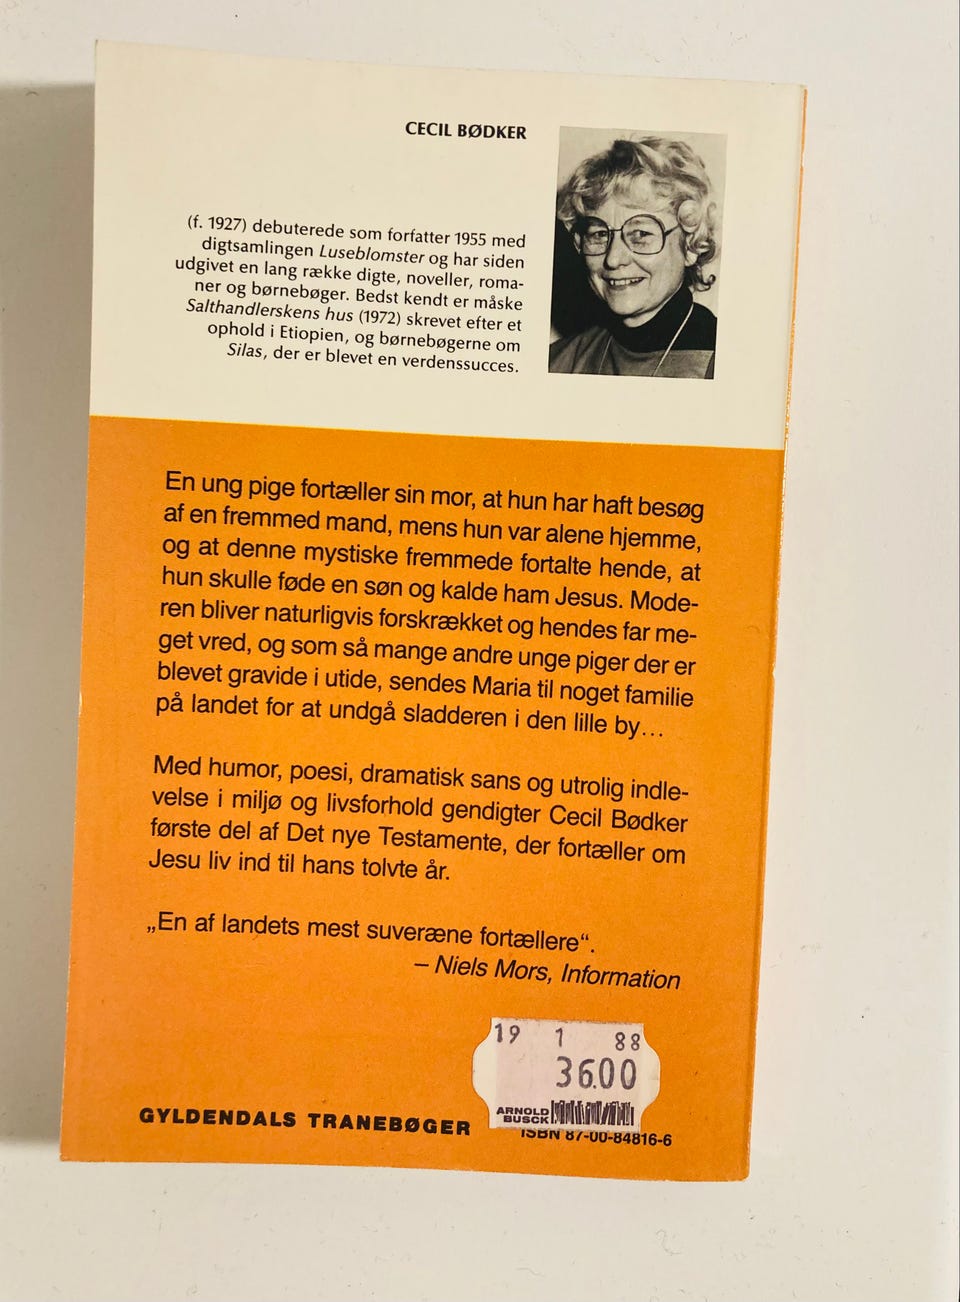 CECIL BØDKER
(f. 1927) debuterede som forfatter 1955 med
digtsamlingen Luseblomster og har siden
udgivet en lang række digte, noveller, roma-
ner og børnebøger. Bedst kendt er måske
Salthandlerskens hus (1972) skrevet efter et
ophold i Etiopien, og børnebøgerne om
Silas, der er blevet en verdenssucces.
En ung pige fortæller sin mor, at hun har haft besøg
af en fremmed mand, mens hun var alene hjemme,
og at denne mystiske fremmede fortalte hende, at
hun skulle føde en søn og kalde ham Jesus. Mode-
ren bliver naturligvis forskrækket og hendes far me-
get vred, og som så mange andre unge piger der er
blevet gravide i utide, sendes Maria til noget familie
på landet for at undgå sladderen i den lille by...
Med humor, poesi, dramatisk sans og utrolig indle-
velse i miljø og livsforhold gendigter Cecil Bødker
første del af Det nye Testamente, der fortæller om
Jesu liv ind til hans tolvte år.
„En af landets mest suveræne fortællere“.
– Niels Mors, Information
19 1 88
36.00
ARNOLD
BUSCK
GYLDENDALS TRANEBØGER
ISBN 87-00-84816-6